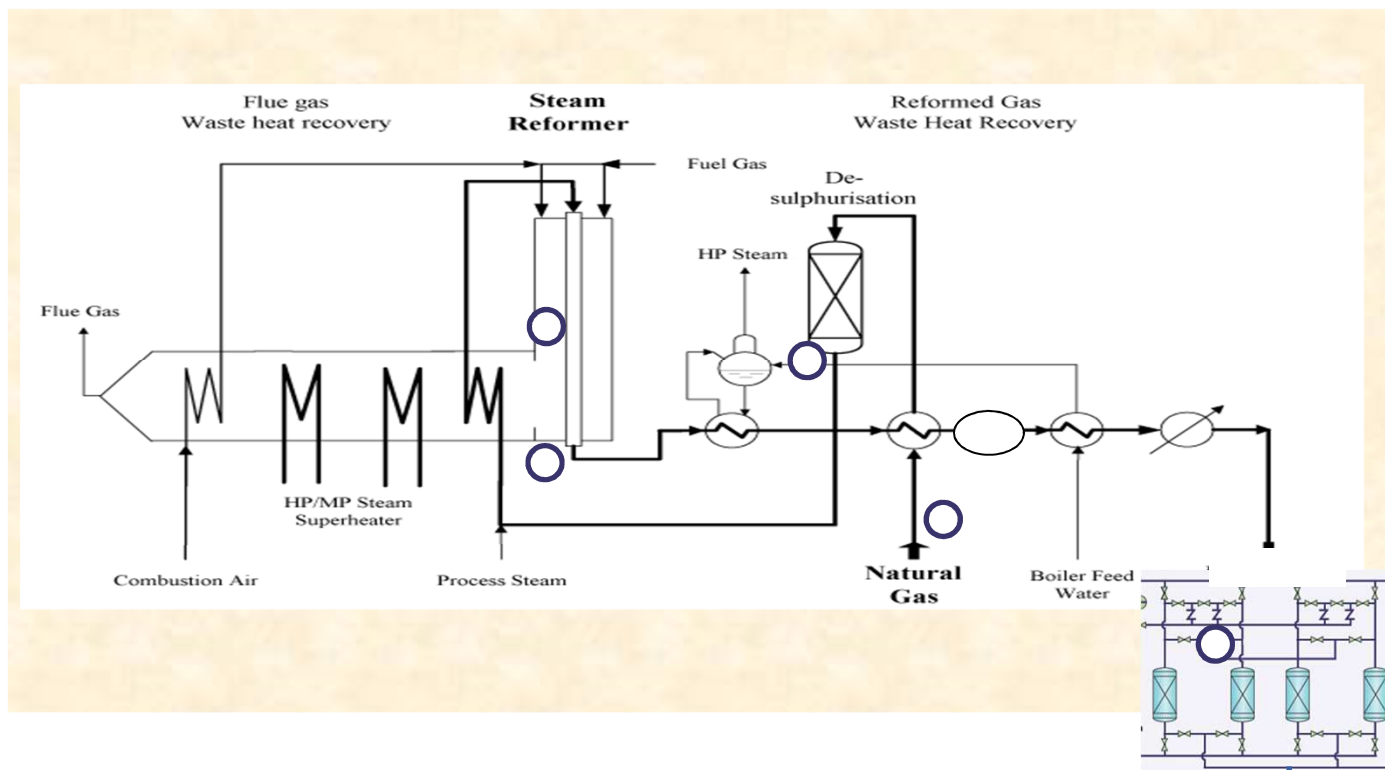 Flue gas
Waste heat recovery
Steam
Reformer
Reformed Gas
Waste Heat Recovery
Fuel Gas
De-
sulphurisation
HP Steam
Flue Gas
HP/MP Steam
Superheater
Combustion Air
Process Steam
Natural
Gas
Boiler Feed
Water